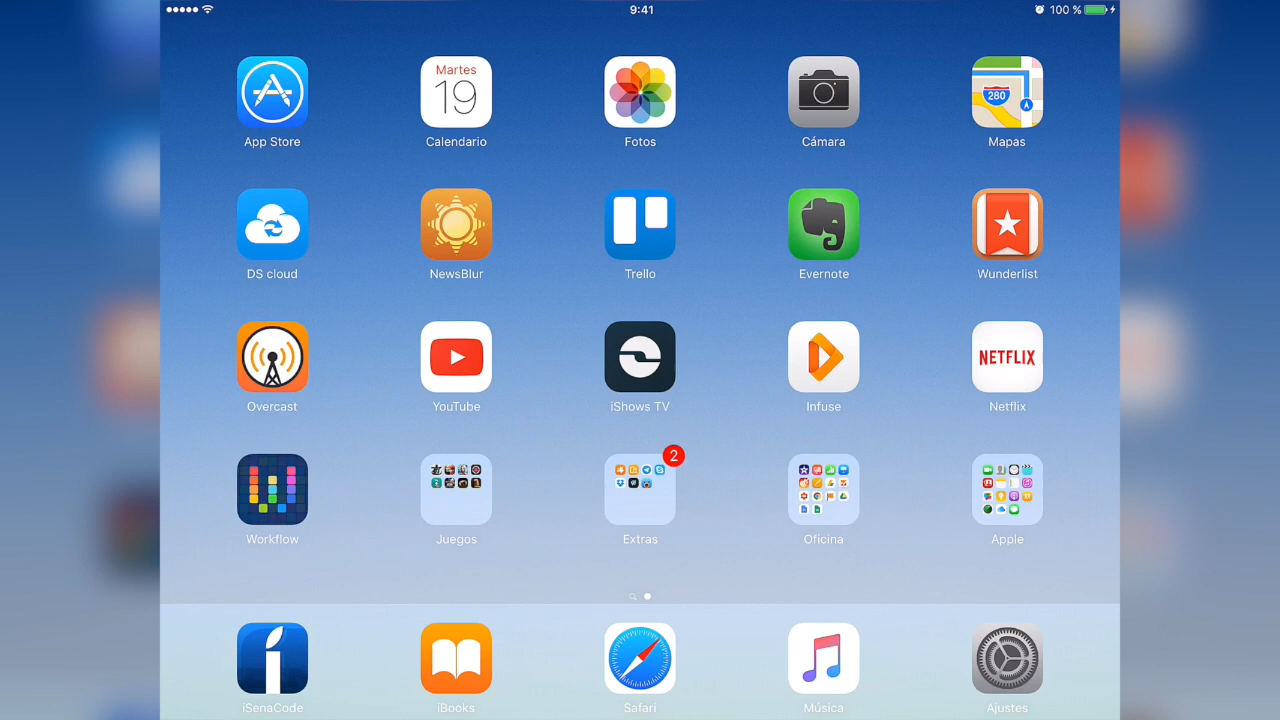 9:41
100 %
Martes
19
280
App Store
Calendario
Fotos
Cámara
Mapas
DS cloud
NewsBlur
Trello
Evernote
Wunderlist
NETFLIX
Overcast
YouTube
iShows TV
Infuse
Netflix
2
Workflow
Juegos
Extras
Oficina
Apple
iSenaCode
iBooks
Safari
Música
Ajustes